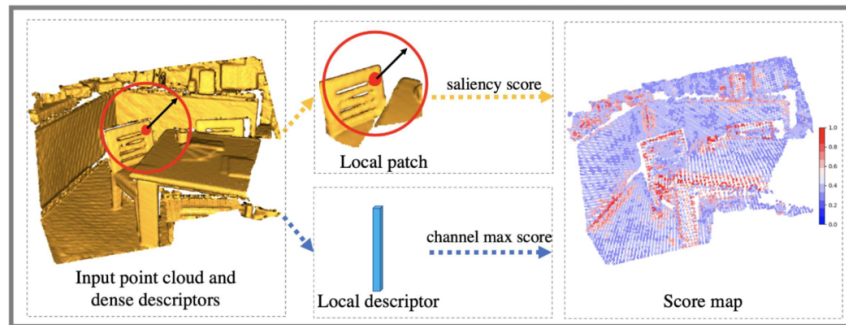 saliency score
Local patch
1.0
0.8
0.6
0.4
0.2
0.0
channel max score
Input point cloud and
dense descriptors
Local descriptor
Score map